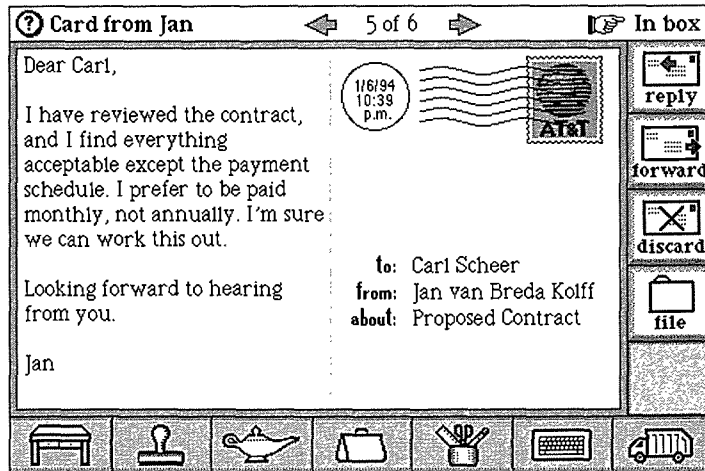 ? Card from Jan
5 of 6
In box
Dear Carl,
I have reviewed the contract,
and I find everything
acceptable except the payment
schedule. I prefer to be paid
monthly, not annually. I'm sure
we can work this out.
Looking forward to hearing
from you.
Jan
1/6/94
10:39
p.m.
AT&T
to: Carl Scheer
from: Jan van Breda Kolff
about: Proposed Contract
reply
forward
discard
file